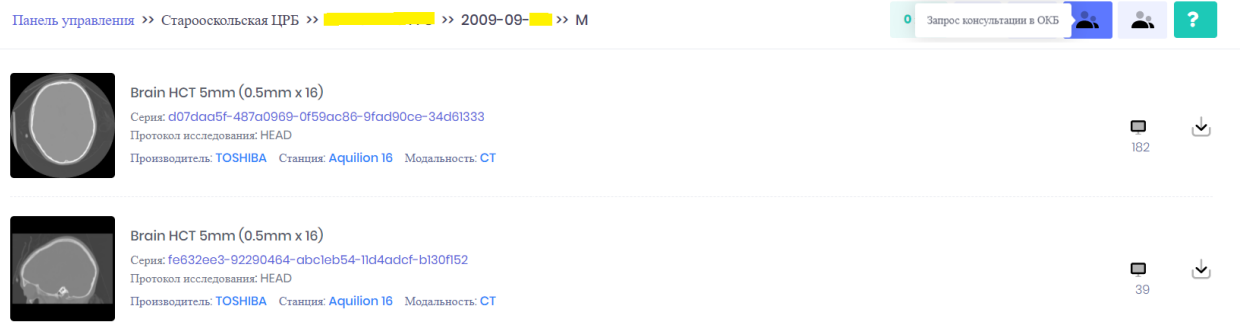 Панель управления >> Старооскольская ЦРБ >> >> 2009-09- >> M
0 Запрос консультации в ОКБ ?
Brain HCT 5mm (0.5mm x 16)
Серия: d07daa5f-487a0969-0f59ac86-9fad90ce-34d61333
Протокол исследования: HEAD
Производитель: TOSHIBA Станция: Aquilion 16 Модальность: CT
182
Brain HCT 5mm (0.5mm x 16)
Серия: fe632ee3-92290464-abc1eb54-11d4adcf-b130f152
Протокол исследования: HEAD
Производитель: TOSHIBA Станция: Aquilion 16 Модальность: CT
39